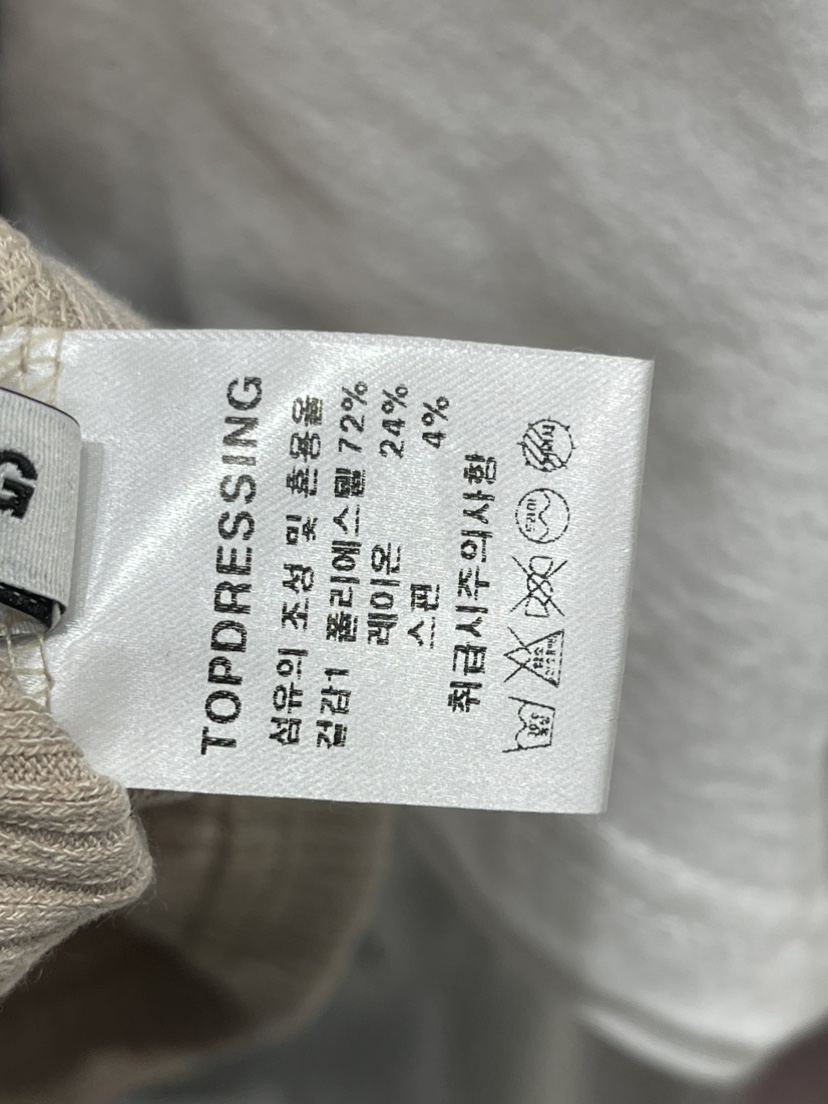 TOPDRESSING
섬유의 조성 및 혼용율
겉감1 폴리에스텔 72%
레이온 24%
스판 4%
취급시주의사항